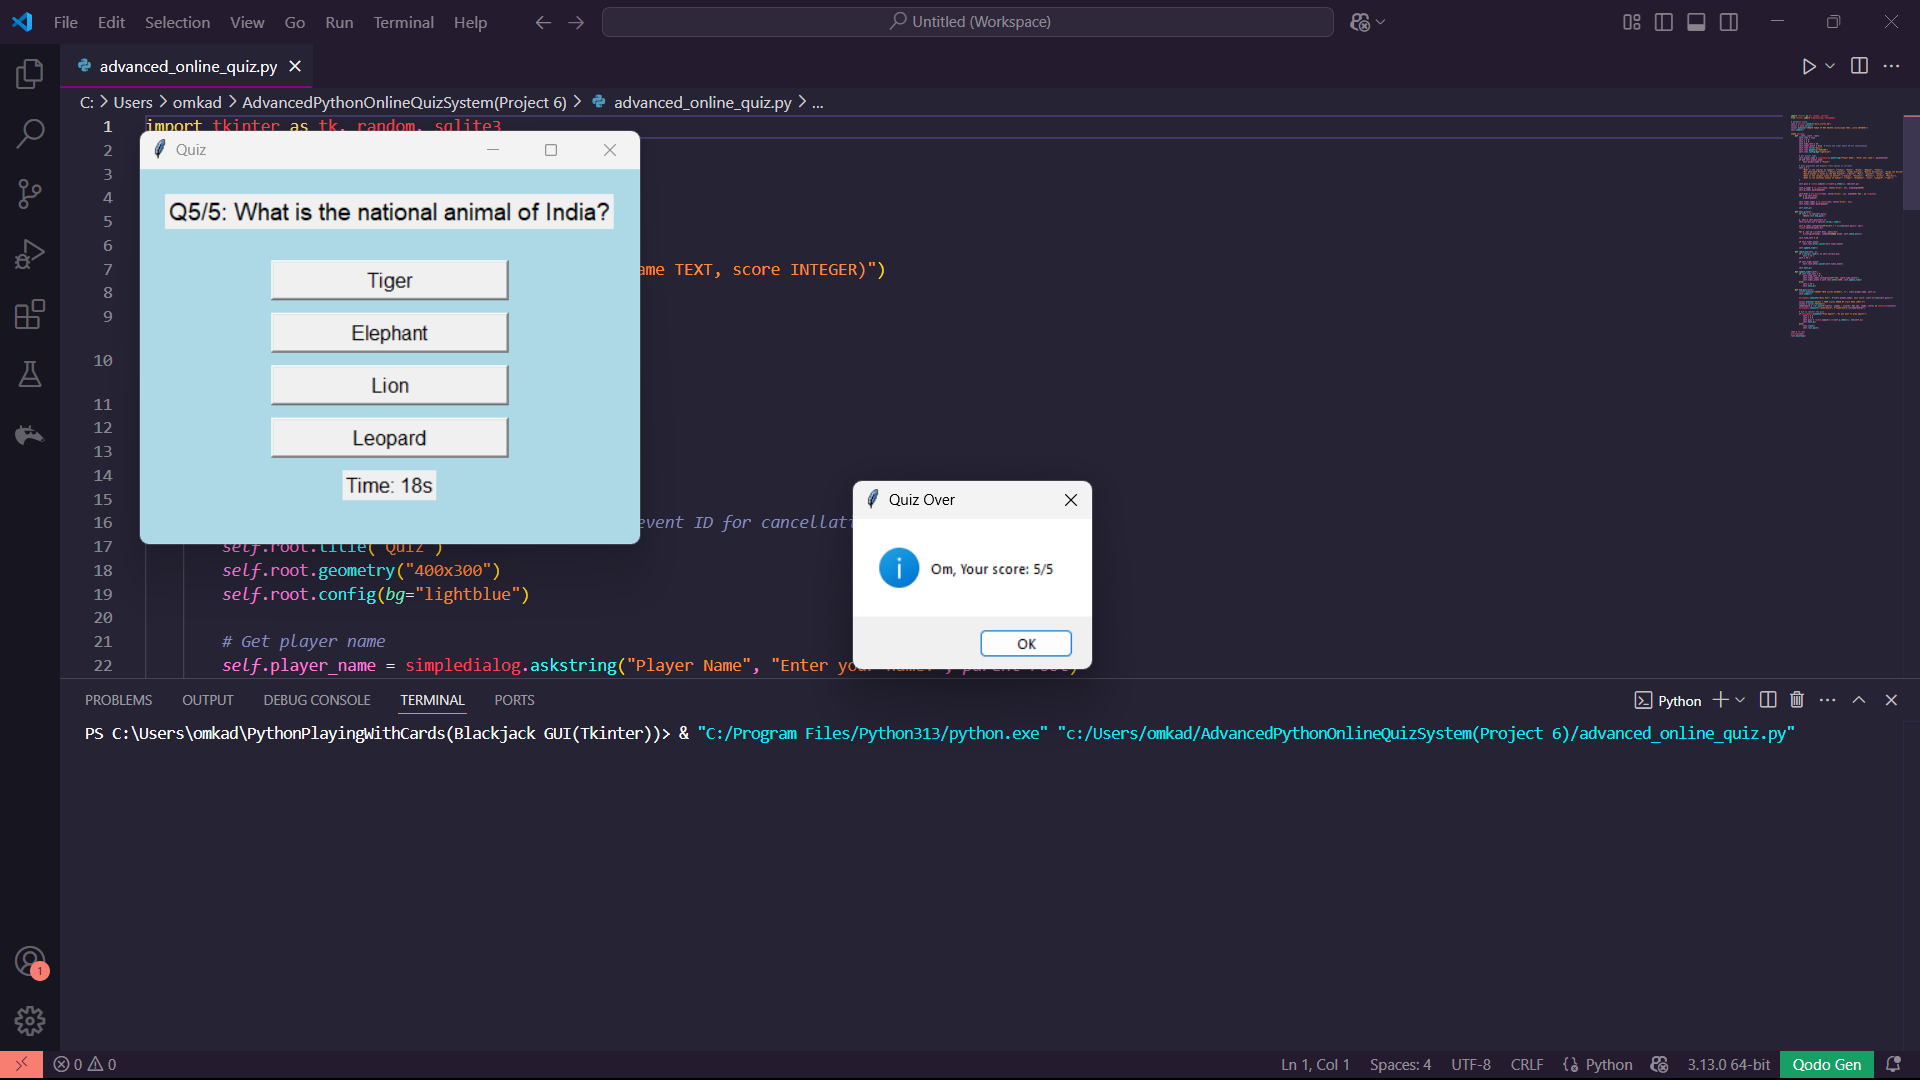 File Edit Selection View Go Run Terminal Help
Untitled (Workspace)
advanced_online_quiz.py
C: > Users > omkad > AdvancedPythonOnlineQuizSystem(Project 6) > advanced_online_quiz.py > ...
1 import tkinter as tk, random, sqlite3
Quiz
Q5/5: What is the national animal of India?
Tiger
Elephant
Lion
Leopard
Time: 18s
2
3
4
5
6
7 ame TEXT, score INTEGER)")
8
9
10
11
12
13
14
15
16 event ID for cancellati
17 self.root.title("Quiz")
18 self.root.geometry("400x300")
19 self.root.config(bg="lightblue")
20
21 # Get player name
22 self.player_name = simpledialog.askstring("Player Name", "Enter your name:", parent=root)
Quiz Over
Om, Your score: 5/5
OK
PROBLEMS OUTPUT DEBUG CONSOLE TERMINAL PORTS
Python
PS C:\Users\omkad\PythonPlayingWithCards(Blackjack GUI(Tkinter))> & "C:/Program Files/Python313/python.exe" "c:/Users/omkad/AdvancedPythonOnlineQuizSystem(Project 6)/advanced_online_quiz.py"
1
0 0
Ln 1, Col 1 Spaces: 4 UTF-8 CRLF Python 3.13.0 64-bit Qodo Gen